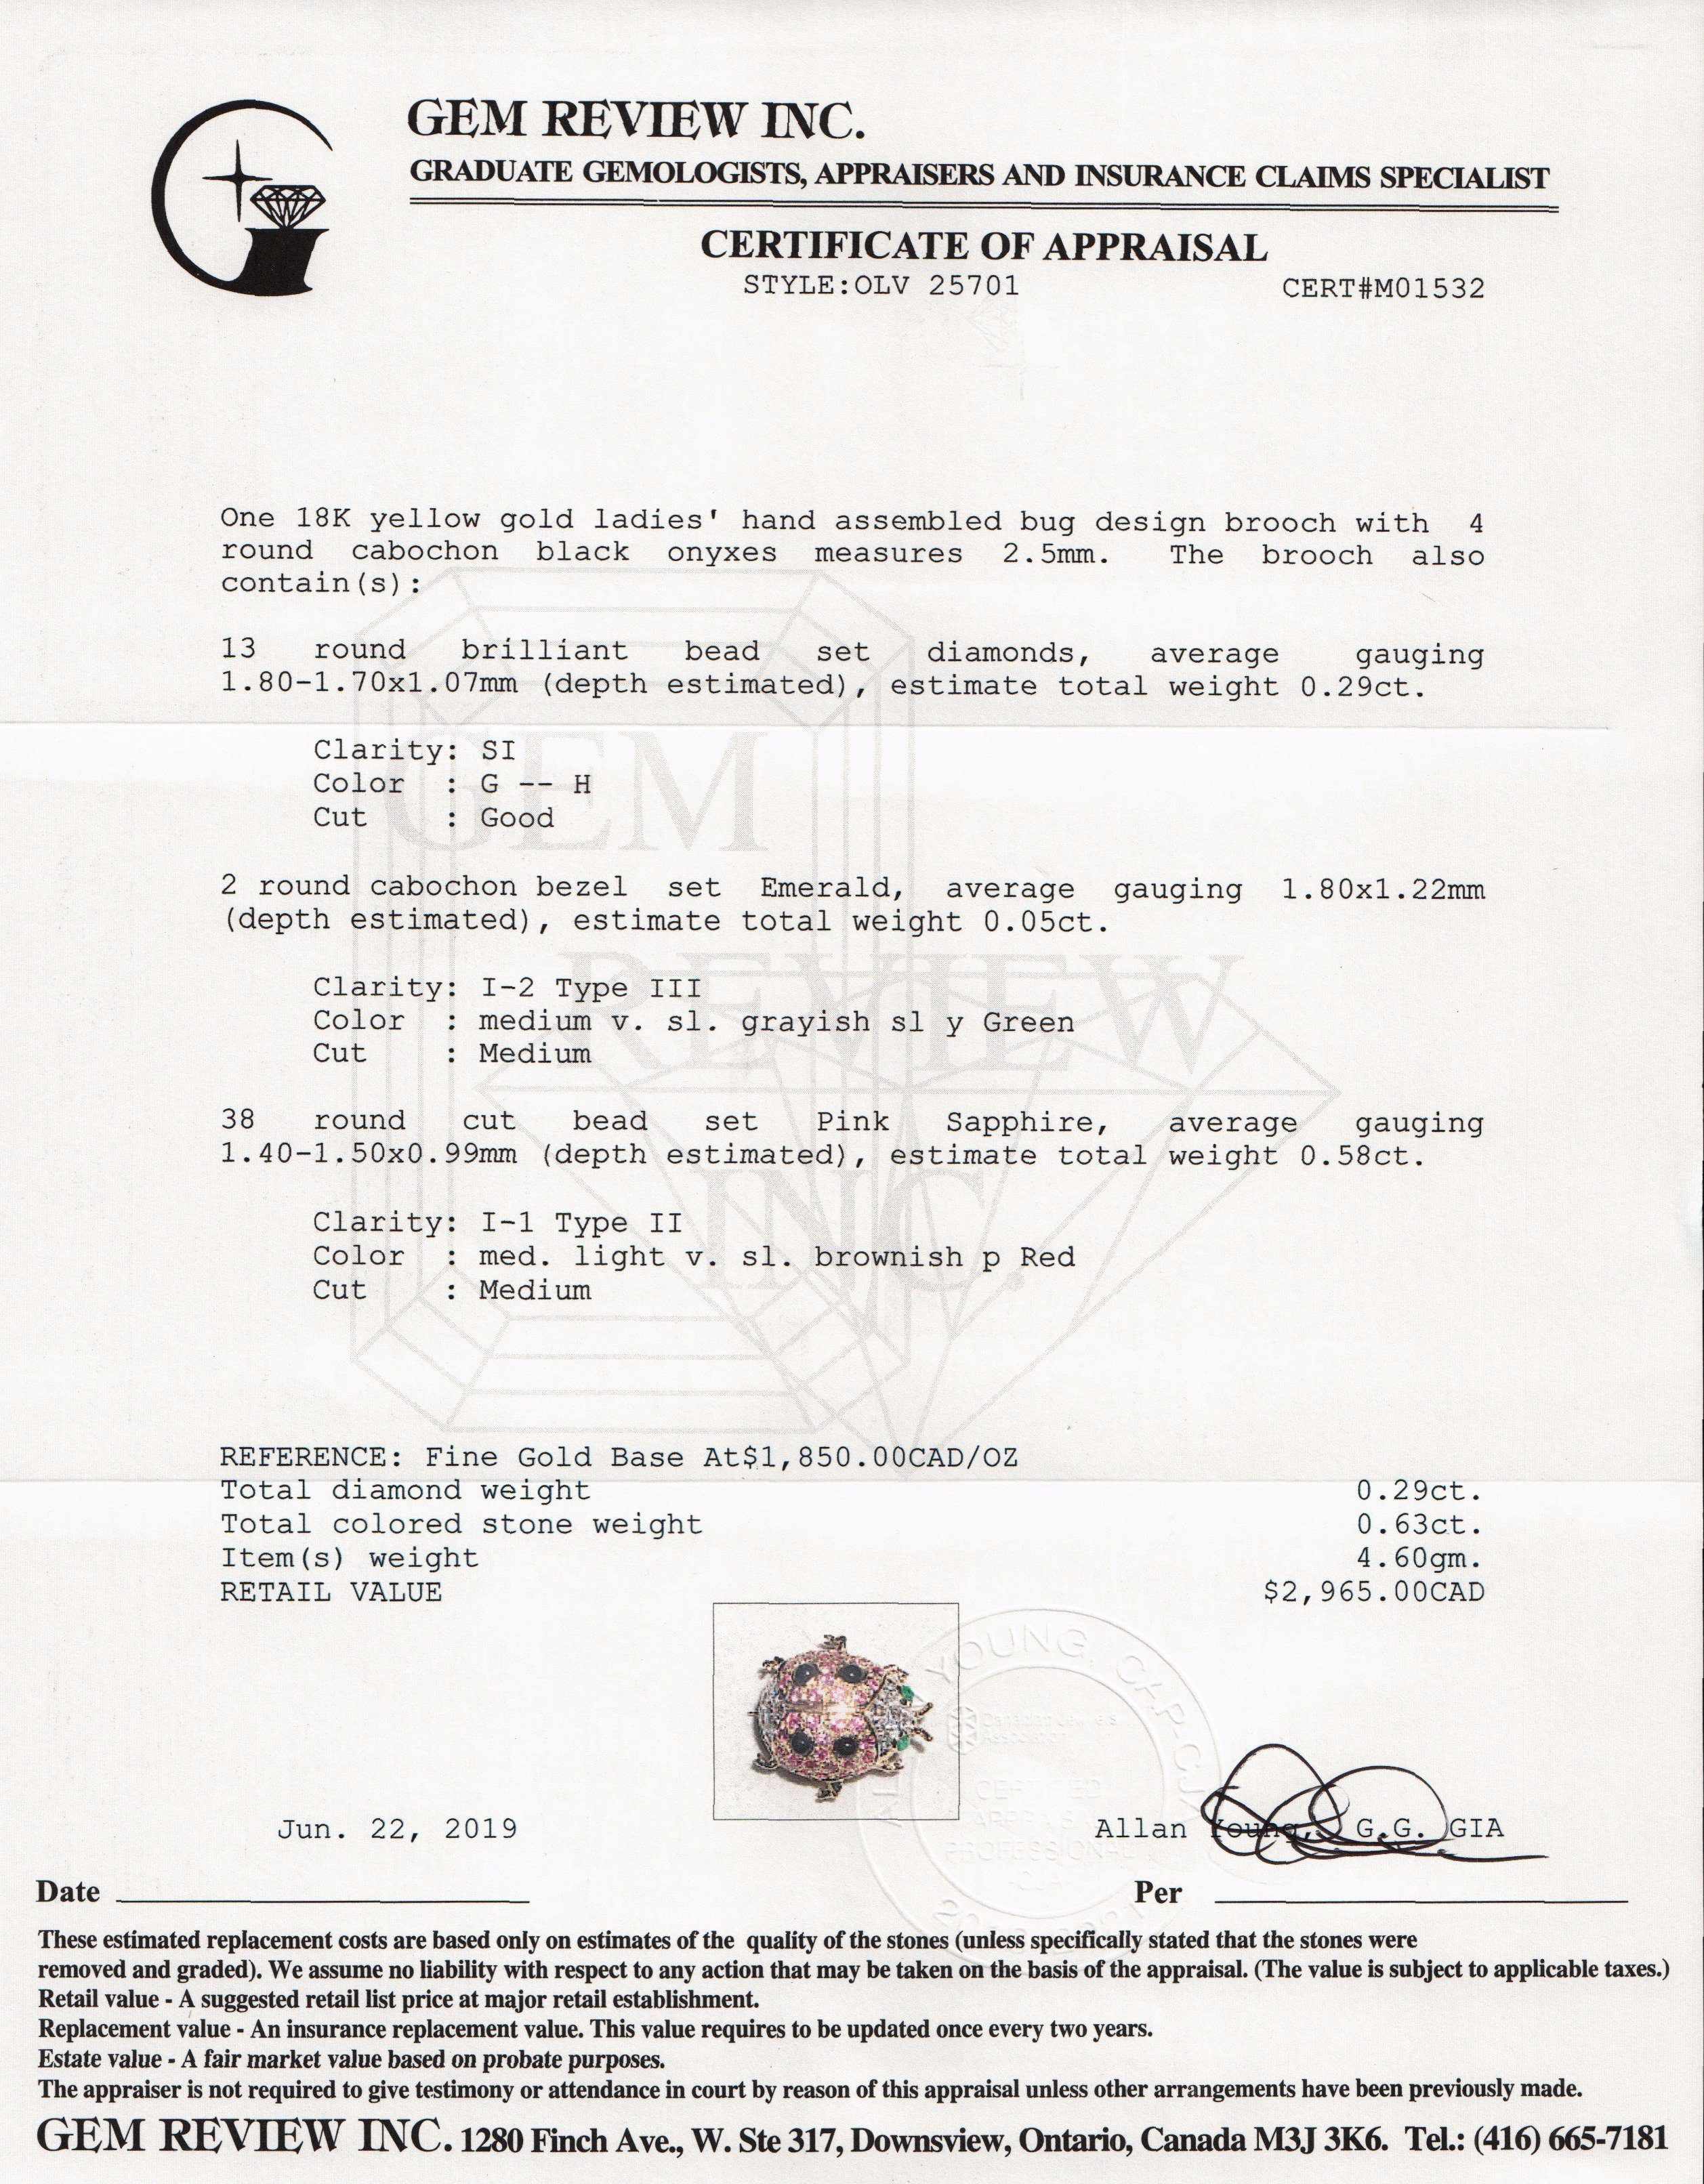 GEM REVIEW INC.
GRADUATE GEMOLOGISTS, APPRAISERS AND INSURANCE CLAIMS SPECIALIST
CERTIFICATE OF APPRAISAL
STYLE:OLV 25701 CERT#M01532
One 18K yellow gold ladies' hand assembled bug design brooch with 4
round cabochon black onyxes measures 2.5mm. The brooch also
contain(s):
13 round brilliant bead set diamonds, average gauging
1.80-1.70x1.07mm (depth estimated), estimate total weight 0.29ct.
Clarity: SI
Color : G -- H
Cut : Good
2 round cabochon bezel set Emerald, average gauging 1.80x1.22mm
(depth estimated), estimate total weight 0.05ct.
Clarity: I-2 Type III
Color : medium v. sl. grayish sl y Green
Cut : Medium
38 round cut bead set Pink Sapphire, average gauging
1.40-1.50x0.99mm (depth estimated), estimate total weight 0.58ct.
Clarity: I-1 Type II
Color : med. light v. sl. brownish p Red
Cut : Medium
GEM
REVIEW
INC.
REFERENCE: Fine Gold Base At$1,850.00CAD/OZ
Total diamond weight 0.29ct.
Total colored stone weight 0.63ct.
Item(s) weight 4.60gm.
RETAIL VALUE $2,965.00CAD
YOUNG, CAP-CJA
CERTIFIED
APPRAISAL
PROFESSIONAL
Jun. 22, 2019 Allan Young, G.G. GIA
Date Per
These estimated replacement costs are based only on estimates of the quality of the stones (unless specifically stated that the stones were
removed and graded). We assume no liability with respect to any action that may be taken on the basis of the appraisal. (The value is subject to applicable taxes.)
Retail value - A suggested retail list price at major retail establishment.
Replacement value - An insurance replacement value. This value requires to be updated once every two years.
Estate value - A fair market value based on probate purposes.
The appraiser is not required to give testimony or attendance in court by reason of this appraisal unless other arrangements have been previously made.
GEM REVIEW INC. 1280 Finch Ave., W. Ste 317, Downsview, Ontario, Canada M3J 3K6. Tel.: (416) 665-7181